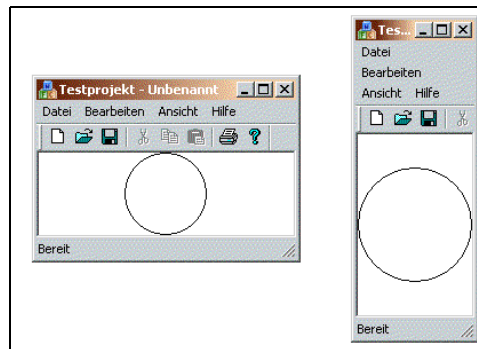 Testprojekt - Unbenannt
Datei Bearbeiten Ansicht Hilfe
Bereit
Tes...
Datei
Bearbeiten
Ansicht Hilfe
Bereit